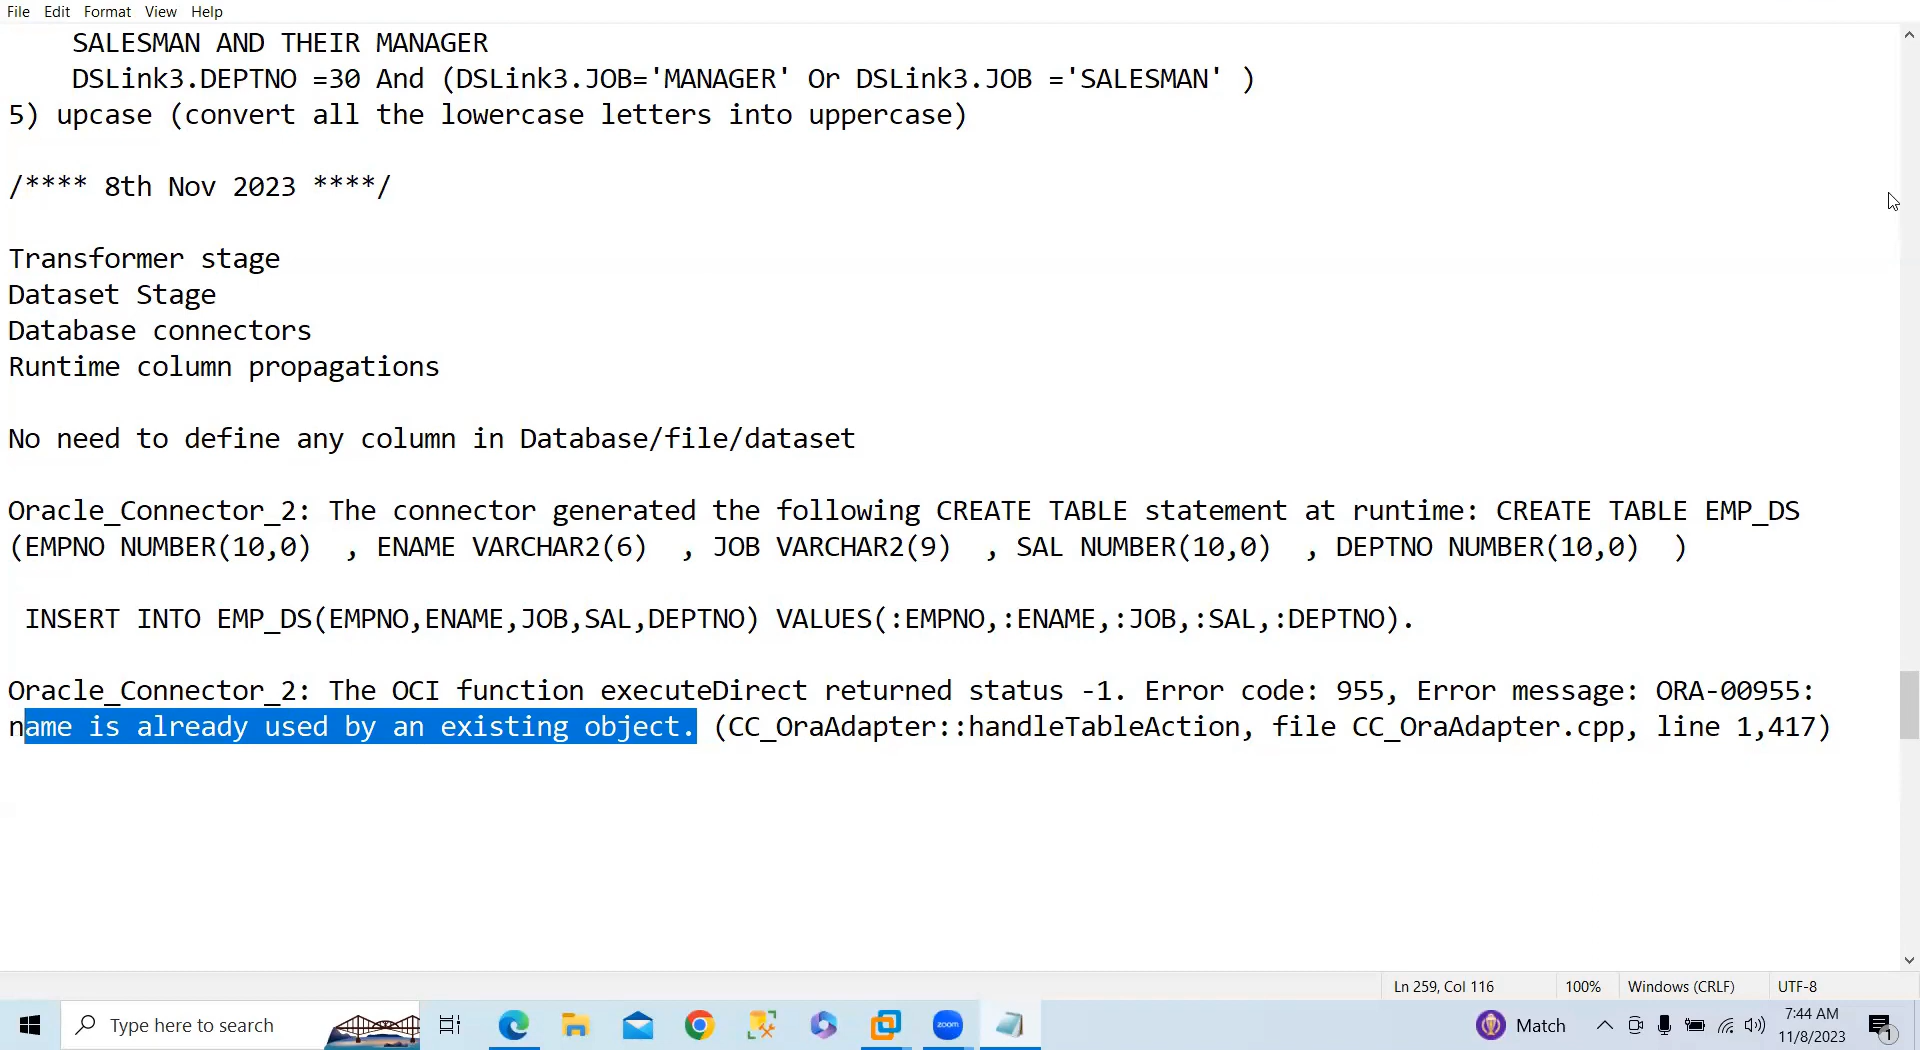 File Edit Format View Help
SALESMAN AND THEIR MANAGER
DSLink3.DEPTNO =30 And (DSLink3.JOB='MANAGER' Or DSLink3.JOB ='SALESMAN' )
5) upcase (convert all the lowercase letters into uppercase)
/**** 8th Nov 2023 ****/
Transformer stage
Dataset Stage
Database connectors
Runtime column propagations
No need to define any column in Database/file/dataset
Oracle_Connector_2: The connector generated the following CREATE TABLE statement at runtime: CREATE TABLE EMP_DS
(EMPNO NUMBER(10,0)  , ENAME VARCHAR2(6)  , JOB VARCHAR2(9)  , SAL NUMBER(10,0)  , DEPTNO NUMBER(10,0)  )
INSERT INTO EMP_DS(EMPNO,ENAME,JOB,SAL,DEPTNO) VALUES(:EMPNO,:ENAME,:JOB,:SAL,:DEPTNO).
Oracle_Connector_2: The OCI function executeDirect returned status -1. Error code: 955, Error message: ORA-00955:
name is already used by an existing object. (CC_OraAdapter::handleTableAction, file CC_OraAdapter.cpp, line 1,417)
Ln 259, Col 116 100% Windows (CRLF) UTF-8
Type here to search
zoom
Match
7:44 AM
11/8/2023
1